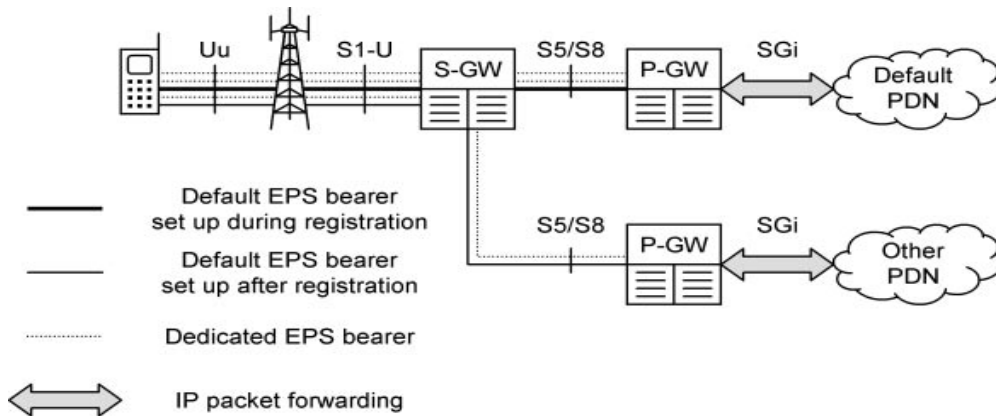 Uu
S1-U
S-GW
S5/S8
P-GW
SGi
Default
PDN
Default EPS bearer
set up during registration
S5/S8
P-GW
SGi
Other
PDN
Default EPS bearer
set up after registration
Dedicated EPS bearer
IP packet forwarding